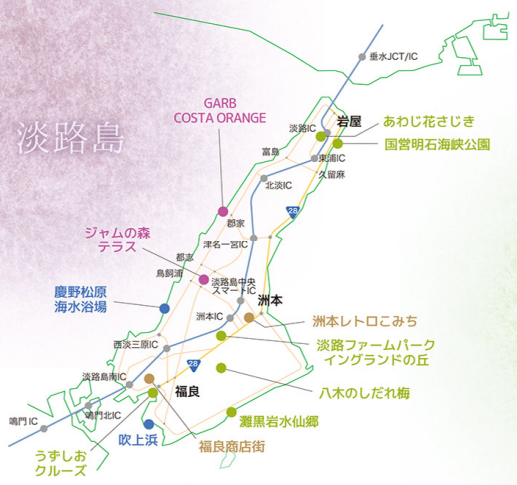 淡路島
垂水JCT/IC
GARB
COSTA ORANGE
岩屋
淡路IC
あわじ花さじき
国営明石海峡公園
富島
東浦IC
久留麻
北淡IC
28
郡家
ジャムの森
テラス
津名一宮IC
都志
鳥飼浦
淡路島中央
スマートIC
慶野松原
海水浴場
洲本
洲本IC
洲本レトロこみち
西淡三原IC
淡路ファームパーク
イングランドの丘
28
淡路島南IC
福良
八木のしだれ梅
鳴門IC
鳴門北IC
灘黒岩水仙郷
吹上浜
福良商店街
うずしお
クルーズ